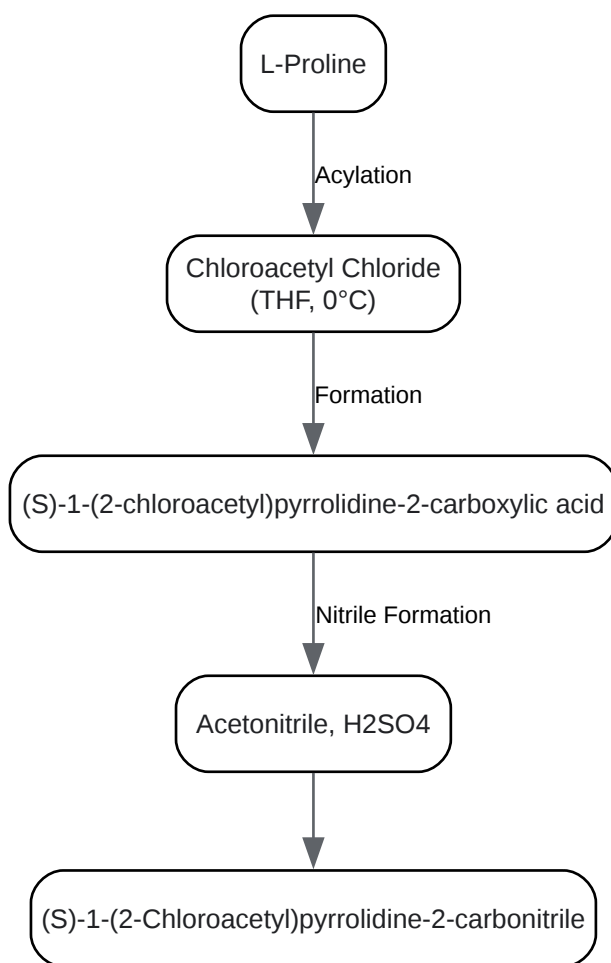 L-Proline
Acylation
Chloroacetyl Chloride
(THF, 0°C)
Formation
(S)-1-(2-chloroacetyl)pyrrolidine-2-carboxylic acid
Nitrile Formation
Acetonitrile, H2SO4
(S)-1-(2-Chloroacetyl)pyrrolidine-2-carbonitrile